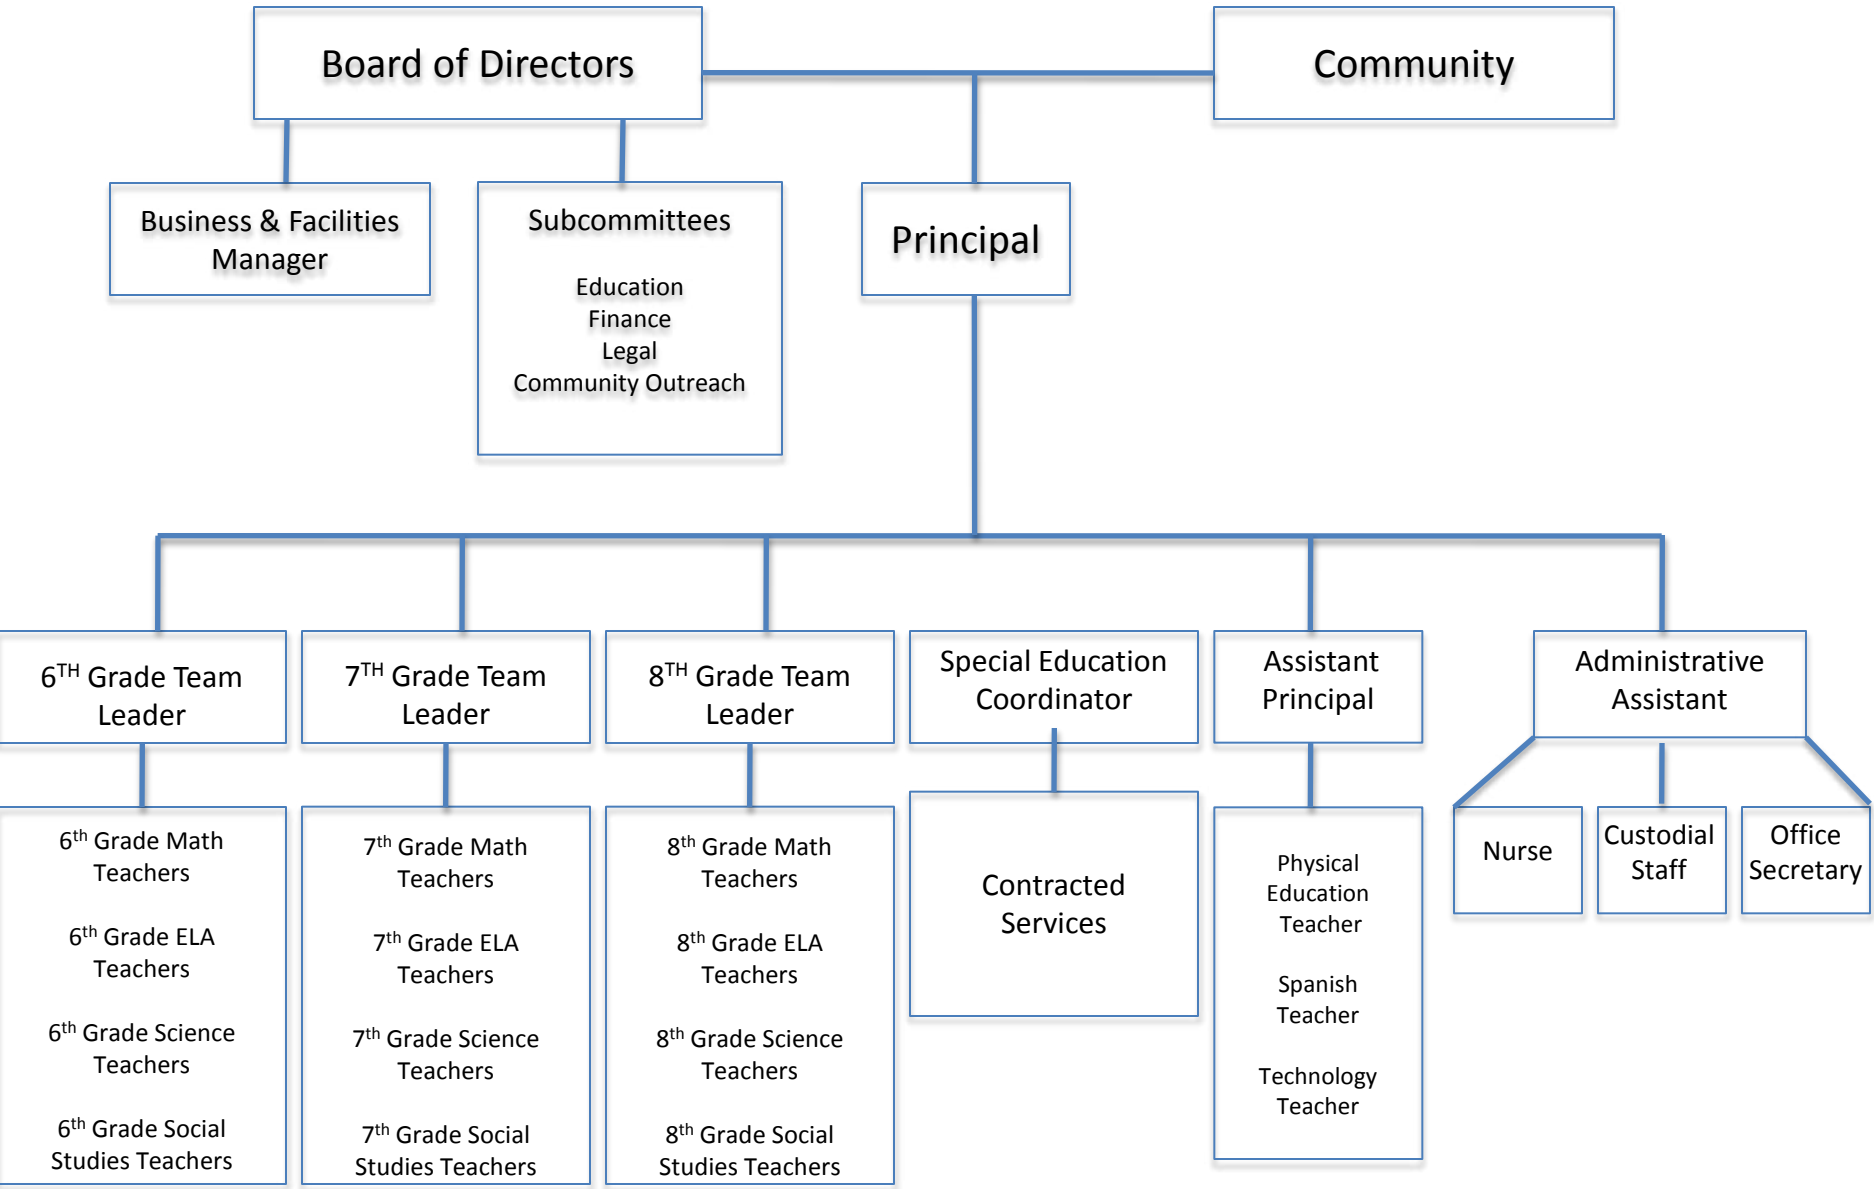 Board of Directors
Community
Business & Facilities
Manager
Subcommittees
Education
Finance
Legal
Community Outreach
Principal
6TH Grade Team
Leader
7TH Grade Team
Leader
8TH Grade Team
Leader
Special Education
Coordinator
Assistant
Principal
Administrative
Assistant
6th Grade Math
Teachers
6th Grade ELA
Teachers
6th Grade Science
Teachers
6th Grade Social
Studies Teachers
7th Grade Math
Teachers
7th Grade ELA
Teachers
7th Grade Science
Teachers
7th Grade Social
Studies Teachers
8th Grade Math
Teachers
8th Grade ELA
Teachers
8th Grade Science
Teachers
8th Grade Social
Studies Teachers
Contracted
Services
Physical
Education
Teacher
Spanish
Teacher
Technology
Teacher
Nurse
Custodial
Staff
Office
Secretary